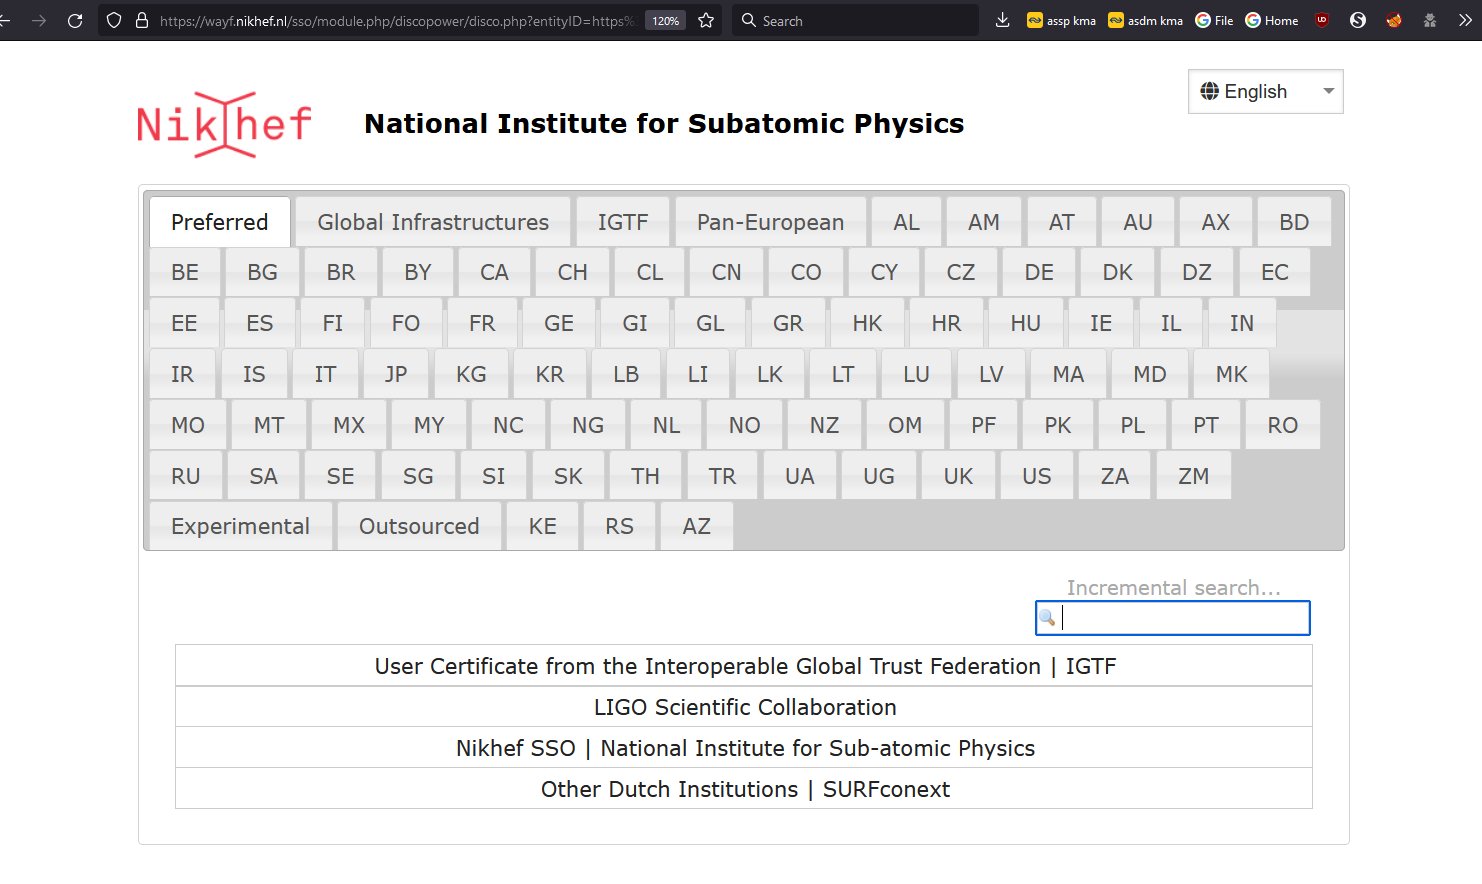 https://wayf.nikhef.nl/sso/module.php/discopower/disco.php?entityID=https%
120%
Search
assp kma
asdm kma
File
Home
Nikhef
National Institute for Subatomic Physics
English
Preferred Global Infrastructures IGTF Pan-European AL AM AT AU AX BD
BE BG BR BY CA CH CL CN CO CY CZ DE DK DZ EC
EE ES FI FO FR GE GI GL GR HK HR HU IE IL IN
IR IS IT JP KG KR LB LI LK LT LU LV MA MD MK
MO MT MX MY NC NG NL NO NZ OM PF PK PL PT RO
RU SA SE SG SI SK TH TR UA UG UK US ZA ZM
Experimental Outsourced KE RS AZ
Incremental search...
User Certificate from the Interoperable Global Trust Federation | IGTF
LIGO Scientific Collaboration
Nikhef SSO | National Institute for Sub-atomic Physics
Other Dutch Institutions | SURFconext